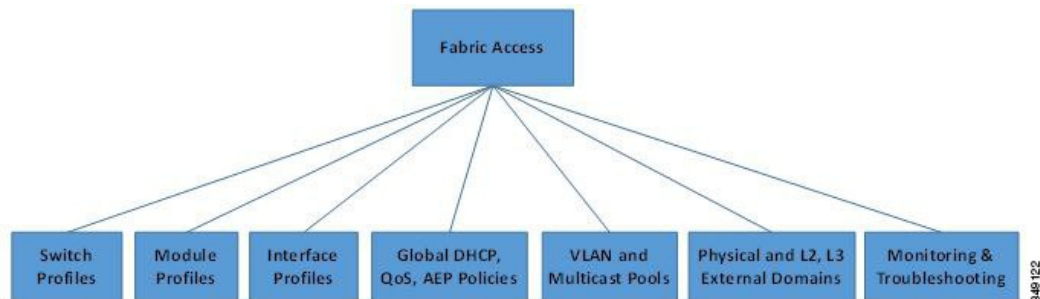 Fabric Access
Switch
Profiles
Module
Profiles
Interface
Profiles
Global DHCP,
QoS, AEP Policies
VLAN and
Multicast Pools
Physical and L2, L3
External Domains
Monitoring &
Troubleshooting
349122